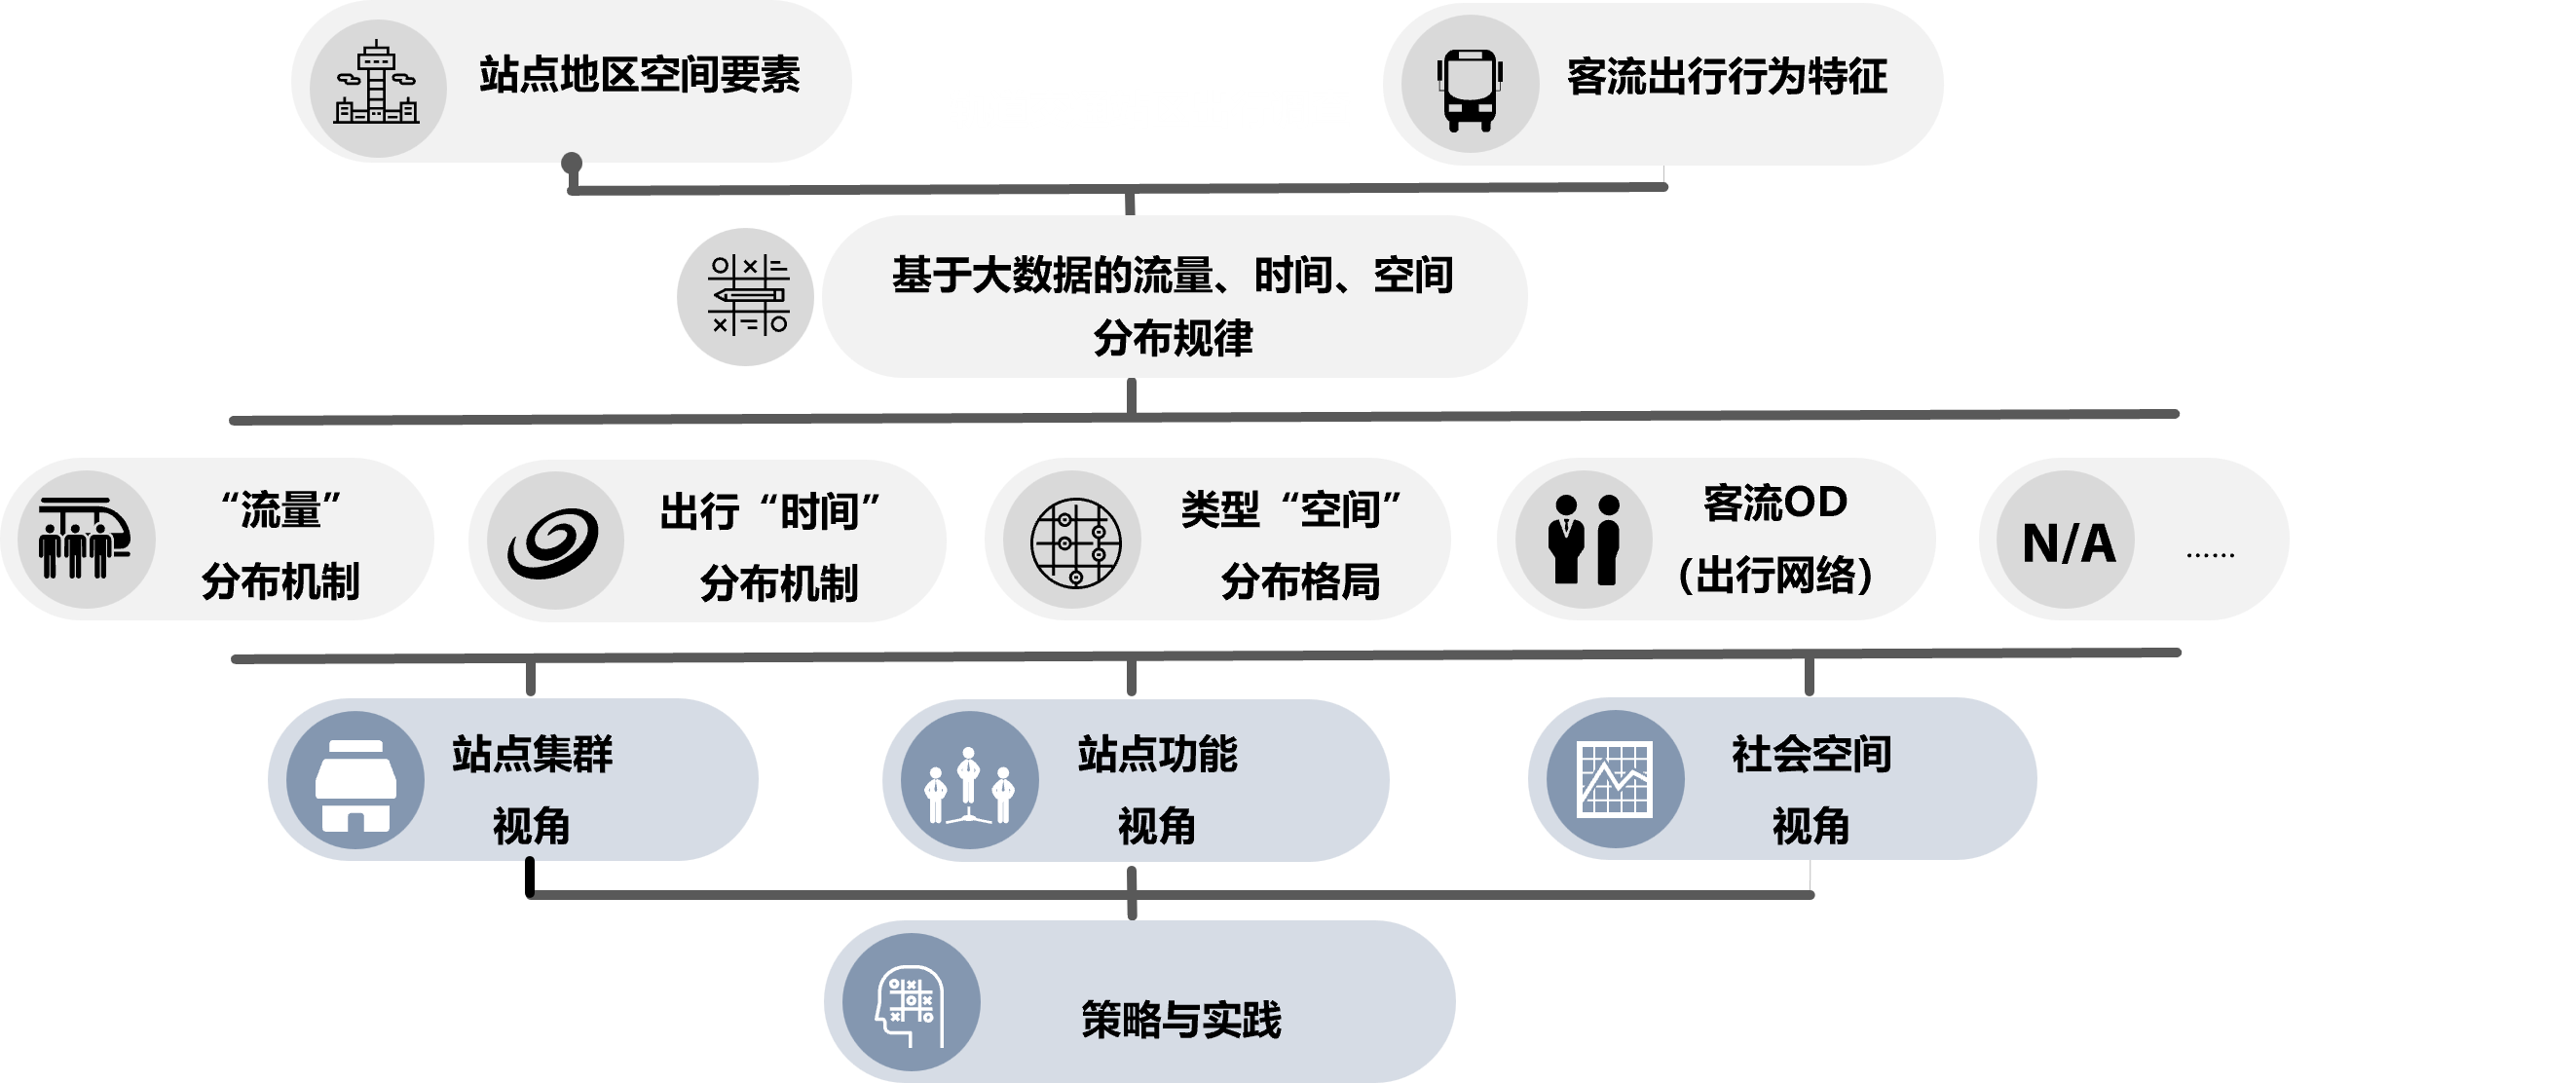 站点地区空间要素
客流出行行为特征
基于大数据的流量、时间、空间
分布规律
“流量”
分布机制
出行“时间”
分布机制
类型“空间”
分布格局
客流OD
(出行网络)
N/A
……
站点集群
视角
站点功能
视角
社会空间
视角
策略与实践